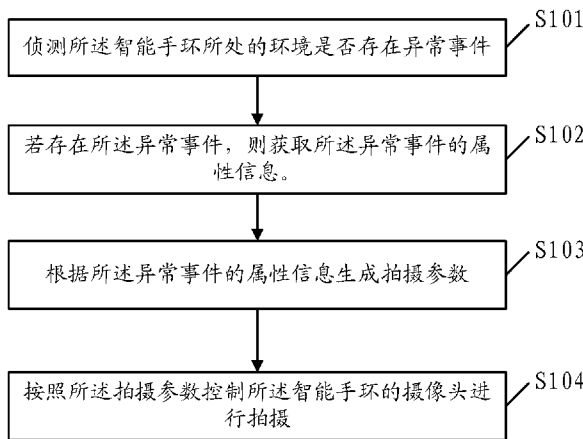 S101
侦测所述智能手环所处的环境是否存在异常事件
S102
若存在所述异常事件，则获取所述异常事件的属
性信息。
S103
根据所述异常事件的属性信息生成拍摄参数
S104
按照所述拍摄参数控制所述智能手环的摄像头进
行拍摄